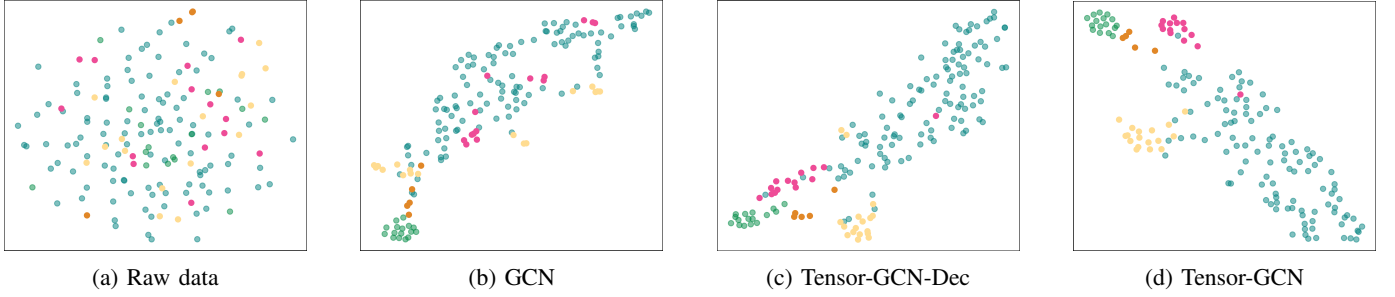 (a) Raw data
(b) GCN
(c) Tensor-GCN-Dec
(d) Tensor-GCN